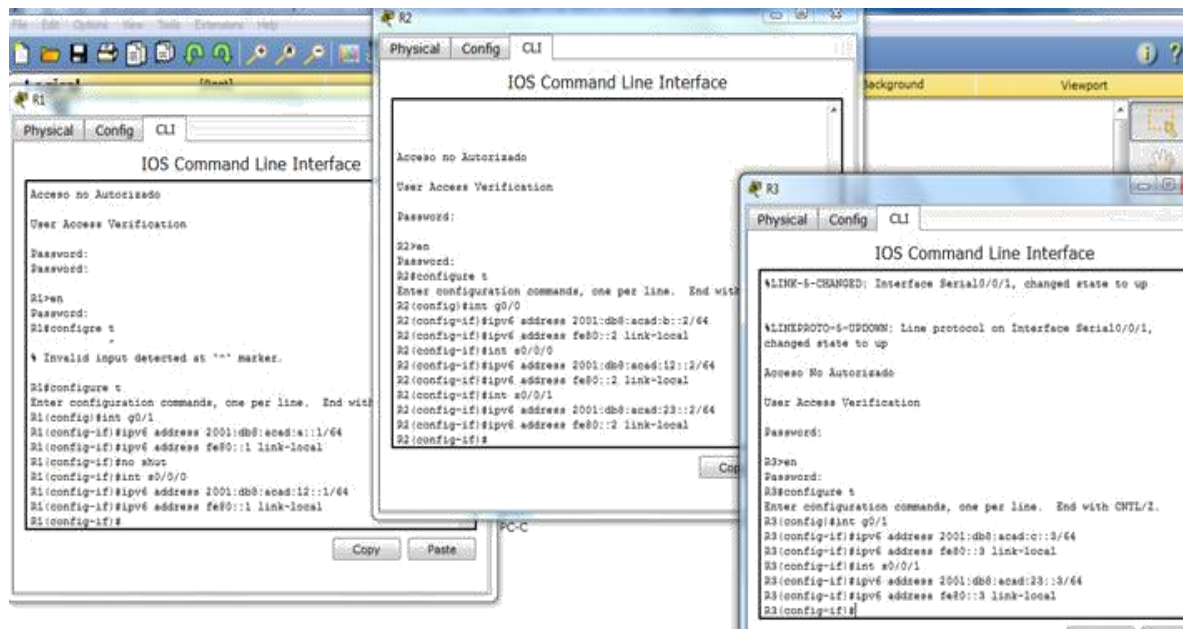 File Edit Options View Tools Extensions Help
[Root]
Background
Viewport
R1
Physical Config CLI
IOS Command Line Interface
Acceso no Autorizado
User Access Verification
Password:
Password:
R1>en
Password:
R1#configre t
^
% Invalid input detected at '^' marker.
R1#configure t
Enter configuration commands, one per line. End with
R1(config)#int g0/1
R1(config-if)#ipv6 address 2001:db8:acad:a::1/64
R1(config-if)#ipv6 address fe80::1 link-local
R1(config-if)#no shut
R1(config-if)#int s0/0/0
R1(config-if)#ipv6 address 2001:db8:acad:12::1/64
R1(config-if)#ipv6 address fe80::1 link-local
R1(config-if)#
Copy Paste
R2
Physical Config CLI
IOS Command Line Interface
Acceso no Autorizado
User Access Verification
Password:
R2>en
Password:
R2#configure t
Enter configuration commands, one per line. End with
R2(config)#int g0/0
R2(config-if)#ipv6 address 2001:db8:acad:b::2/64
R2(config-if)#ipv6 address fe80::2 link-local
R2(config-if)#int s0/0/0
R2(config-if)#ipv6 address 2001:db8:acad:12::2/64
R2(config-if)#ipv6 address fe80::2 link-local
R2(config-if)#int s0/0/1
R2(config-if)#ipv6 address 2001:db8:acad:23::2/64
R2(config-if)#ipv6 address fe80::2 link-local
R2(config-if)#
Cop
PC-C
R3
Physical Config CLI
IOS Command Line Interface
%LINK-5-CHANGED: Interface Serial0/0/1, changed state to up
%LINEPROTO-5-UPDOWN: Line protocol on Interface Serial0/0/1,
changed state to up
Acceso No Autorizado
User Access Verification
Password:
R3>en
Password:
R3#configure t
Enter configuration commands, one per line. End with CNTL/Z.
R3(config)#int g0/1
R3(config-if)#ipv6 address 2001:db8:acad:c::3/64
R3(config-if)#ipv6 address fe80::3 link-local
R3(config-if)#int s0/0/1
R3(config-if)#ipv6 address 2001:db8:acad:23::3/64
R3(config-if)#ipv6 address fe80::3 link-local
R3(config-if)#